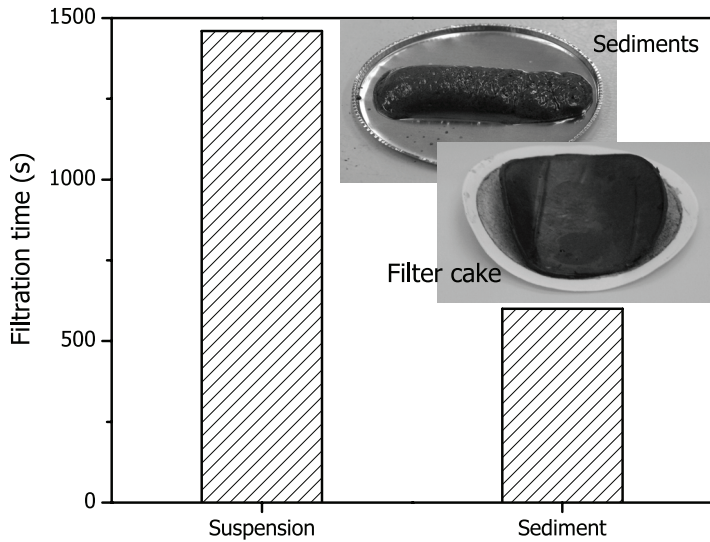 1500
Sediments
1000
Filtration time (s)
Filter cake
500
0
Suspension
Sediment